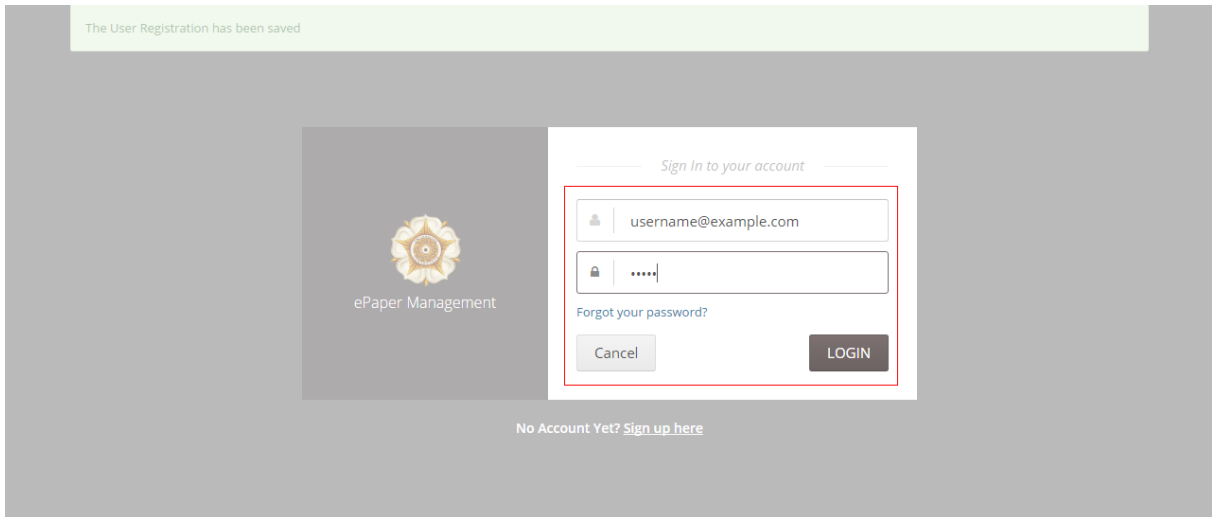 The User Registration has been saved
Sign In to your account
username@example.com
•••••
ePaper Management
Forgot your password?
Cancel LOGIN
No Account Yet? Sign up here